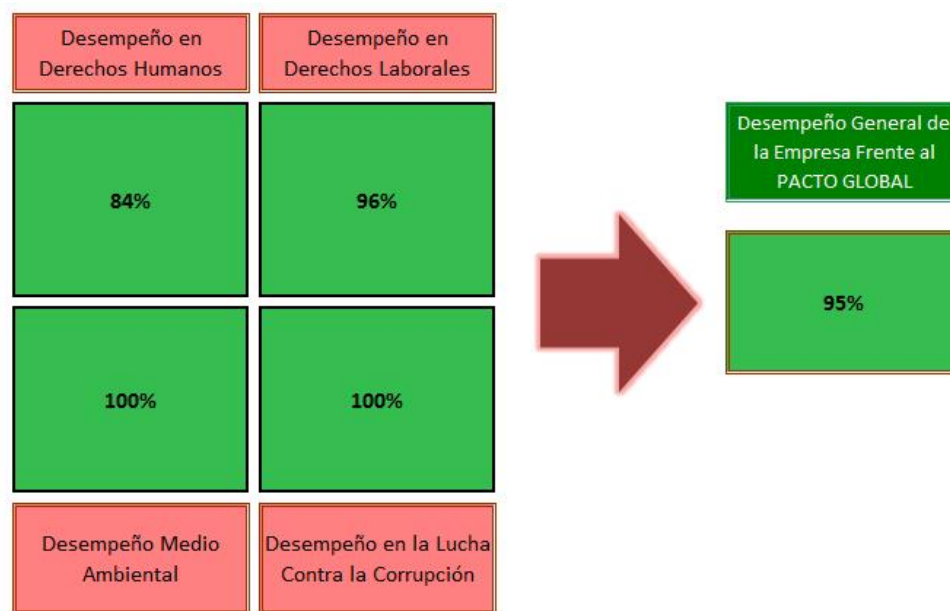 Desempeño en
Derechos Humanos
Desempeño en
Derechos Laborales
84%
96%
100%
100%
Desempeño Medio
Ambiental
Desempeño en la Lucha
Contra la Corrupción
Desempeño General de
la Empresa Frente al
PACTO GLOBAL
95%